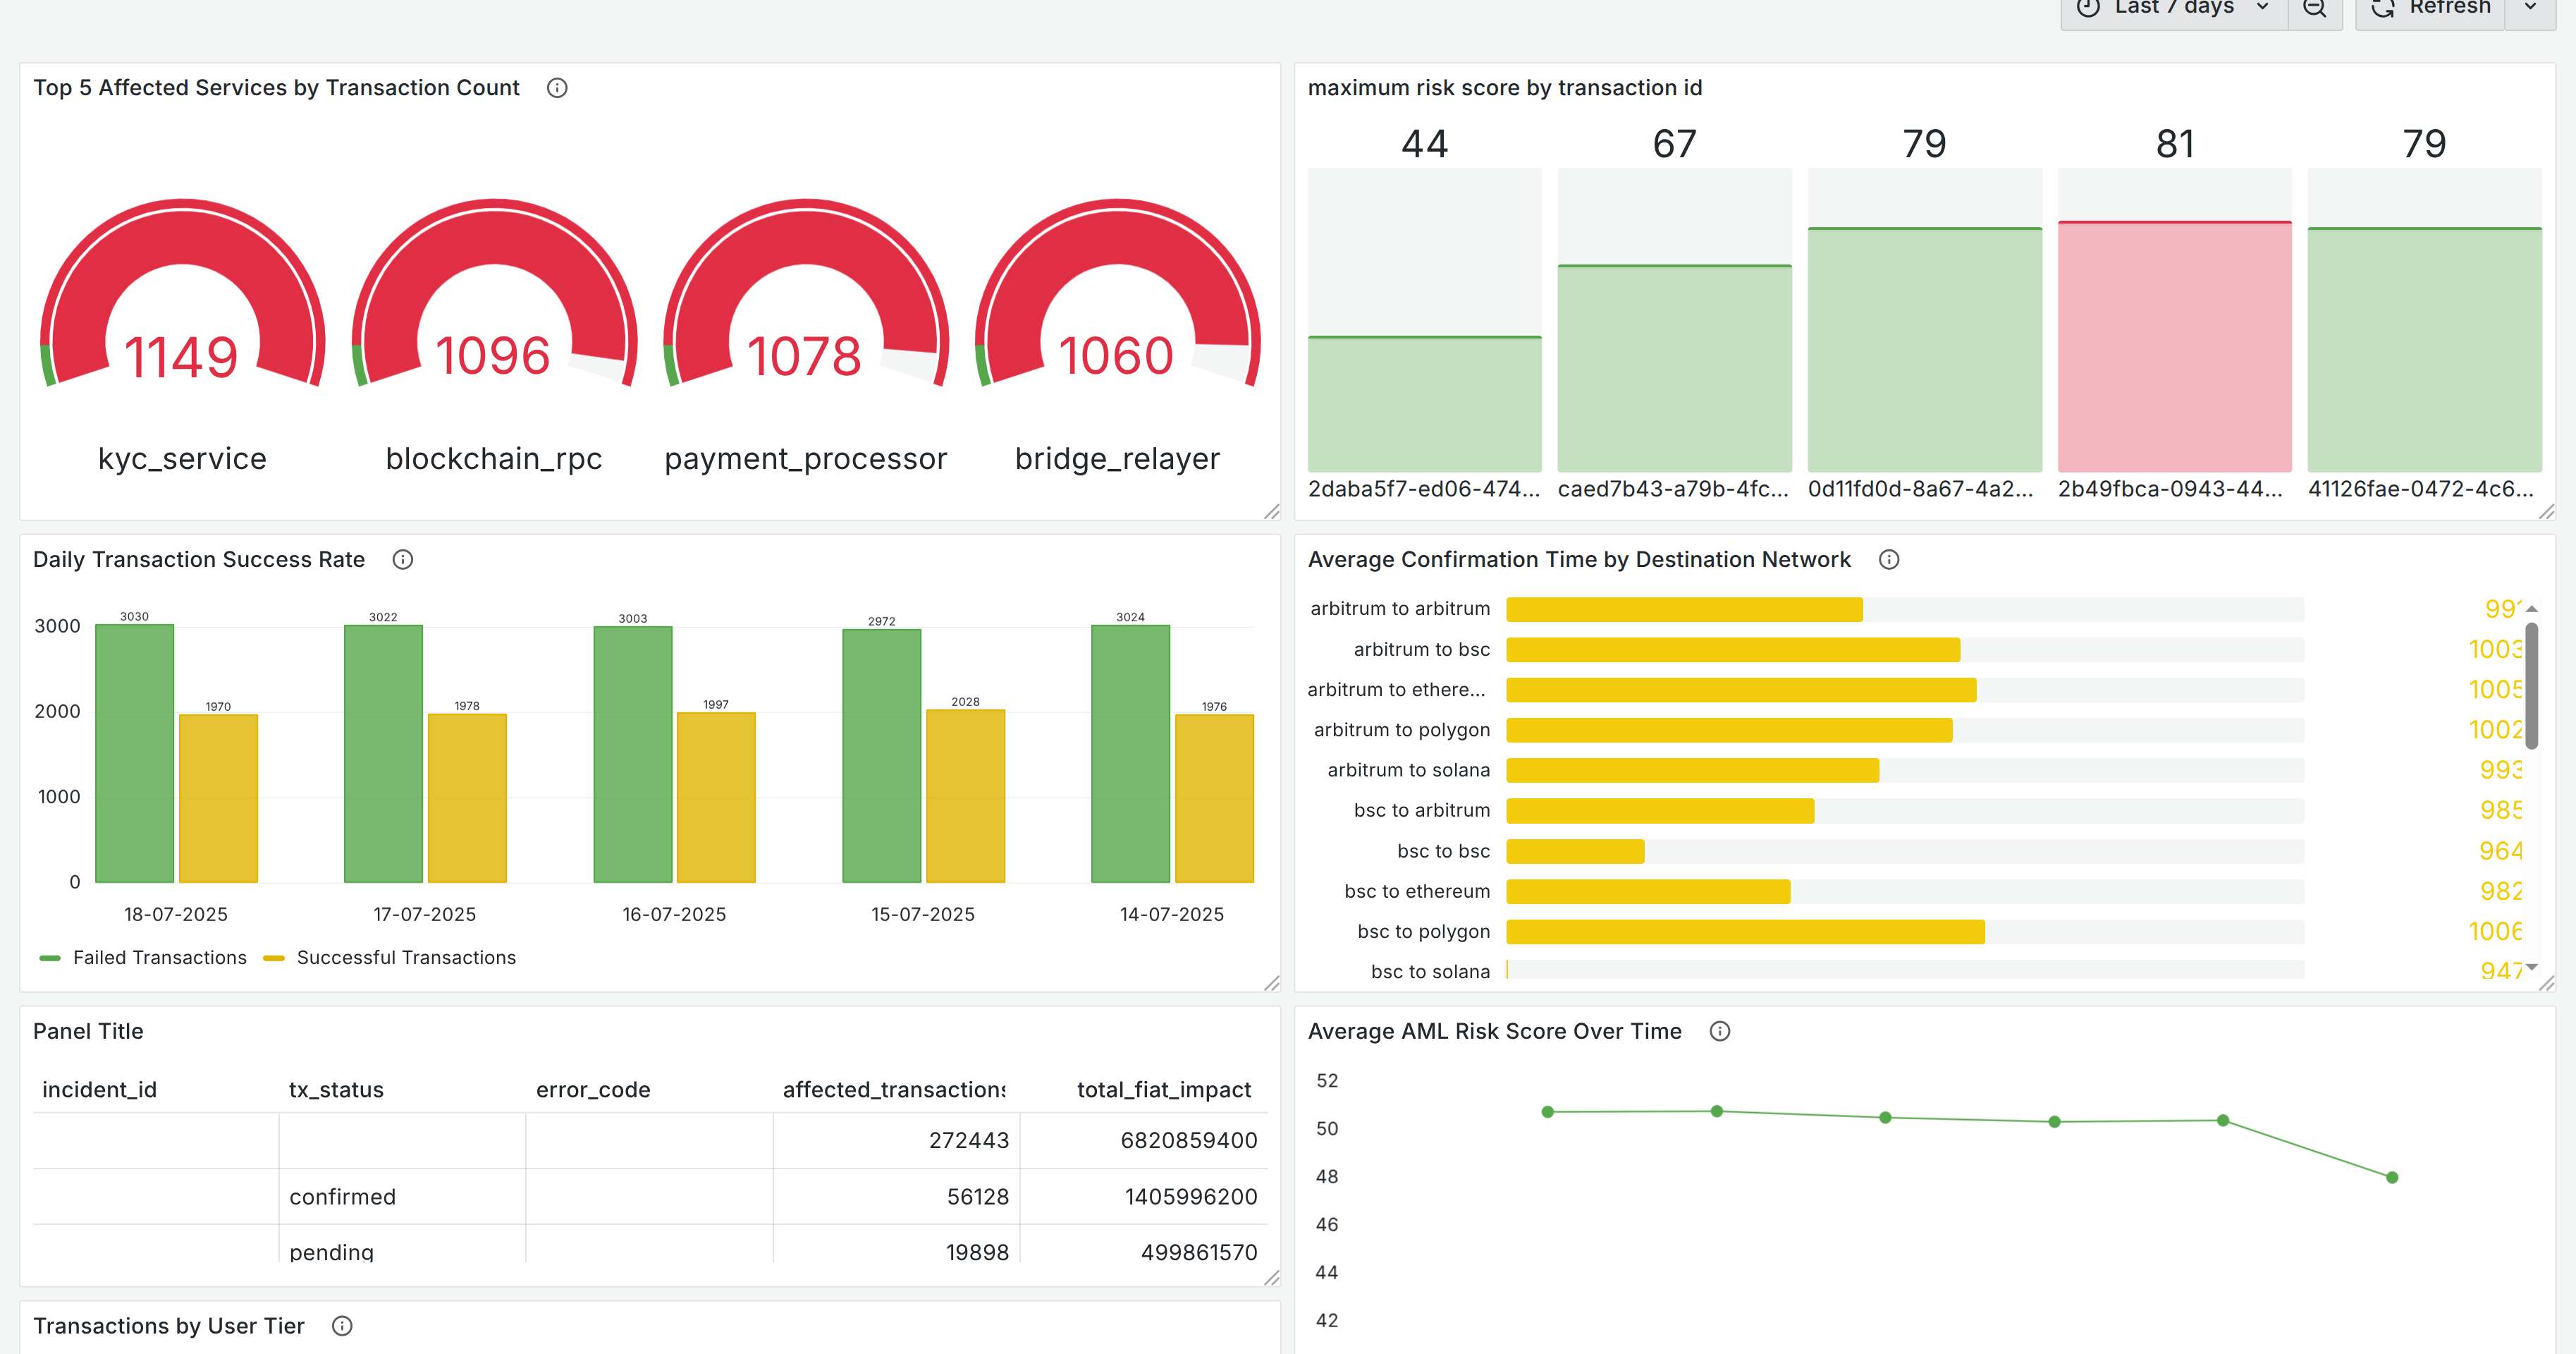 Last 7 days
Refresh
Top 5 Affected Services by Transaction Count
1149
1096
1078
1060
kyc_service
blockchain_rpc
payment_processor
bridge_relayer
maximum risk score by transaction id
44
67
79
81
79
2daba5f7-ed06-474...
caed7b43-a79b-4fc...
0d11fd0d-8a67-4a2...
2b49fbca-0943-44...
41126fae-0472-4c6...
Daily Transaction Success Rate
3000
2000
1000
0
3030
1970
3022
1978
3003
1997
2972
2028
3024
1976
18-07-2025
17-07-2025
16-07-2025
15-07-2025
14-07-2025
Failed Transactions
Successful Transactions
Average Confirmation Time by Destination Network
arbitrum to arbitrum
arbitrum to bsc 1003
arbitrum to ethere... 1005
arbitrum to polygon 1002
arbitrum to solana 993
bsc to arbitrum 985
bsc to bsc 964
bsc to ethereum 982
bsc to polygon 1006
bsc to solana 947
Panel Title
incident_id tx_status error_code affected_transactions total_fiat_impact
272443 6820859400
confirmed 56128 1405996200
pending 19898 499861570
Average AML Risk Score Over Time
52
50
48
46
44
42
Transactions by User Tier